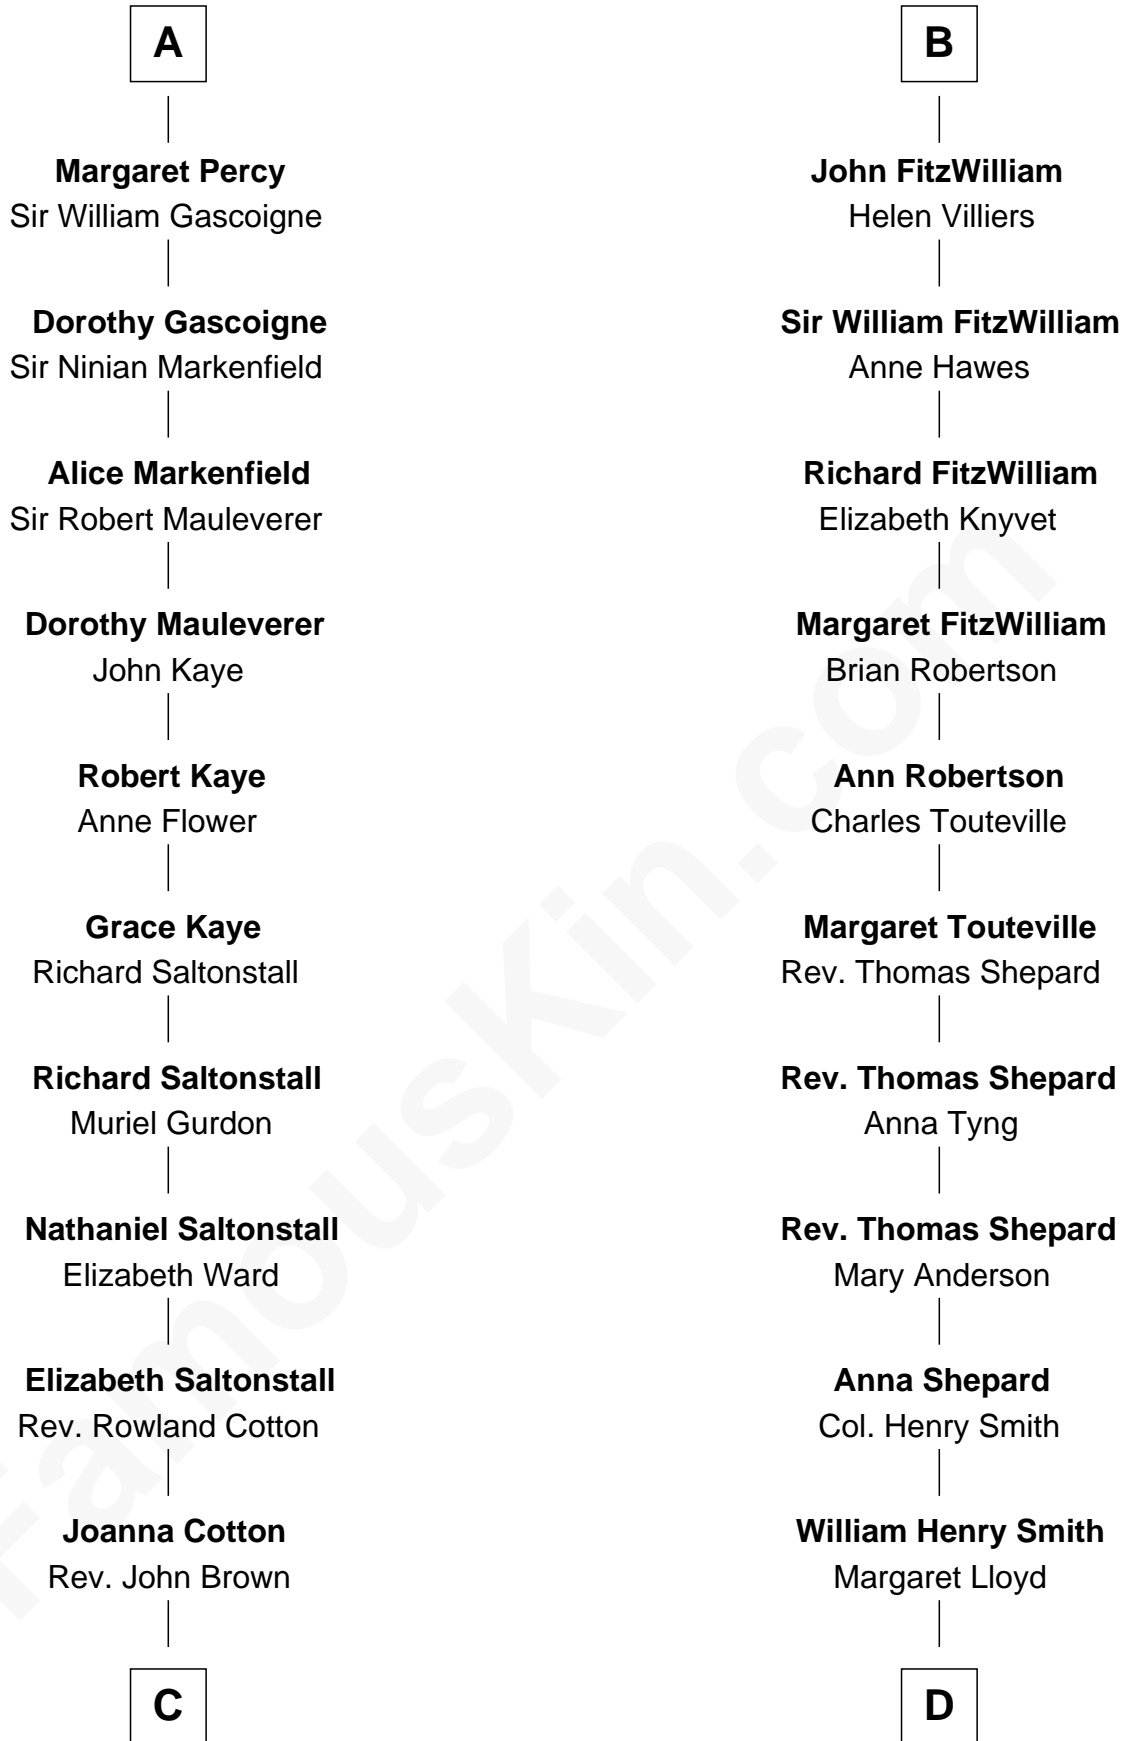 A
Margaret Percy
Sir William Gascoigne
Dorothy Gascoigne
Sir Ninian Markenfield
Alice Markenfield
Sir Robert Mauleverer
Dorothy Mauleverer
John Kaye
Robert Kaye
Anne Flower
Grace Kaye
Richard Saltonstall
Richard Saltonstall
Muriel Gurdon
Nathaniel Saltonstall
Elizabeth Ward
Elizabeth Saltonstall
Rev. Rowland Cotton
Joanna Cotton
Rev. John Brown
C
B
John FitzWilliam
Helen Villiers
Sir William FitzWilliam
Anne Hawes
Richard FitzWilliam
Elizabeth Knyvet
Margaret FitzWilliam
Brian Robertson
Ann Robertson
Charles Touteville
Margaret Touteville
Rev. Thomas Shepard
Rev. Thomas Shepard
Anna Tyng
Rev. Thomas Shepard
Mary Anderson
Anna Shepard
Col. Henry Smith
William Henry Smith
Margaret Lloyd
D
FamousKin.com